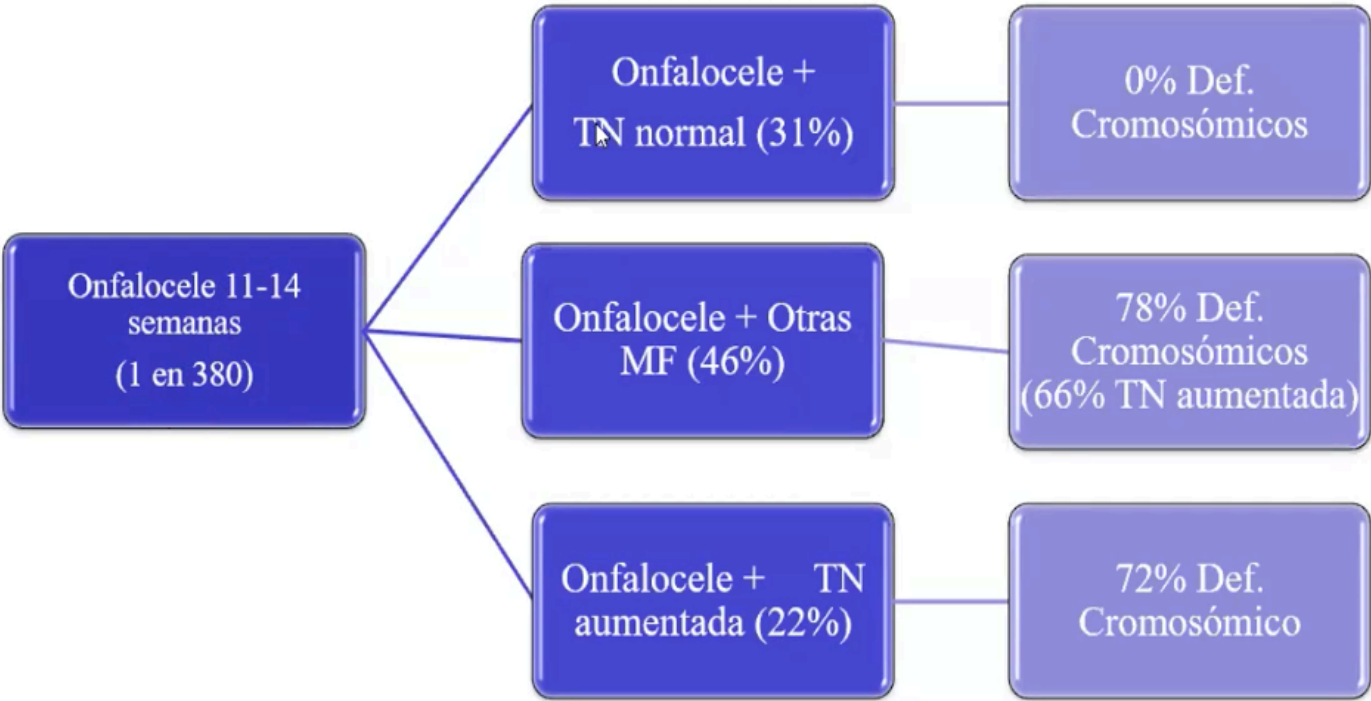 Onfalocele 11-14
semanas
(1 en 380)
Onfalocele +
TN normal (31%)
0% Def.
Cromosómicos
Onfalocele + Otras
MF (46%)
78% Def.
Cromosómicos
(66% TN aumentada)
Onfalocele + TN
aumentada (22%)
72% Def.
Cromosómico